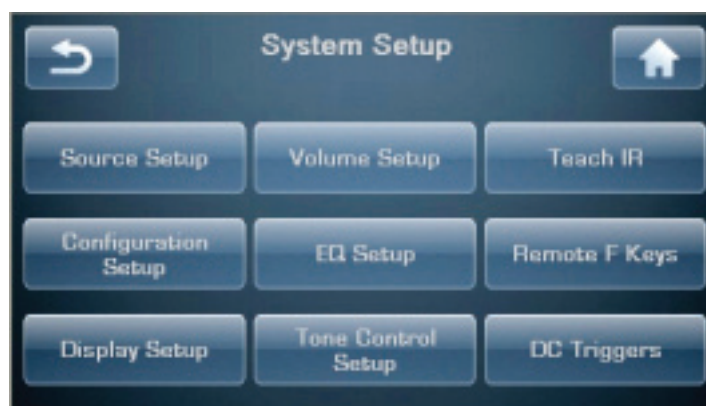 System Setup
Source Setup
Volume Setup
Teach IR
Configuration
Setup
EQ Setup
Remote F Keys
Display Setup
Tone Control
Setup
DC Triggers